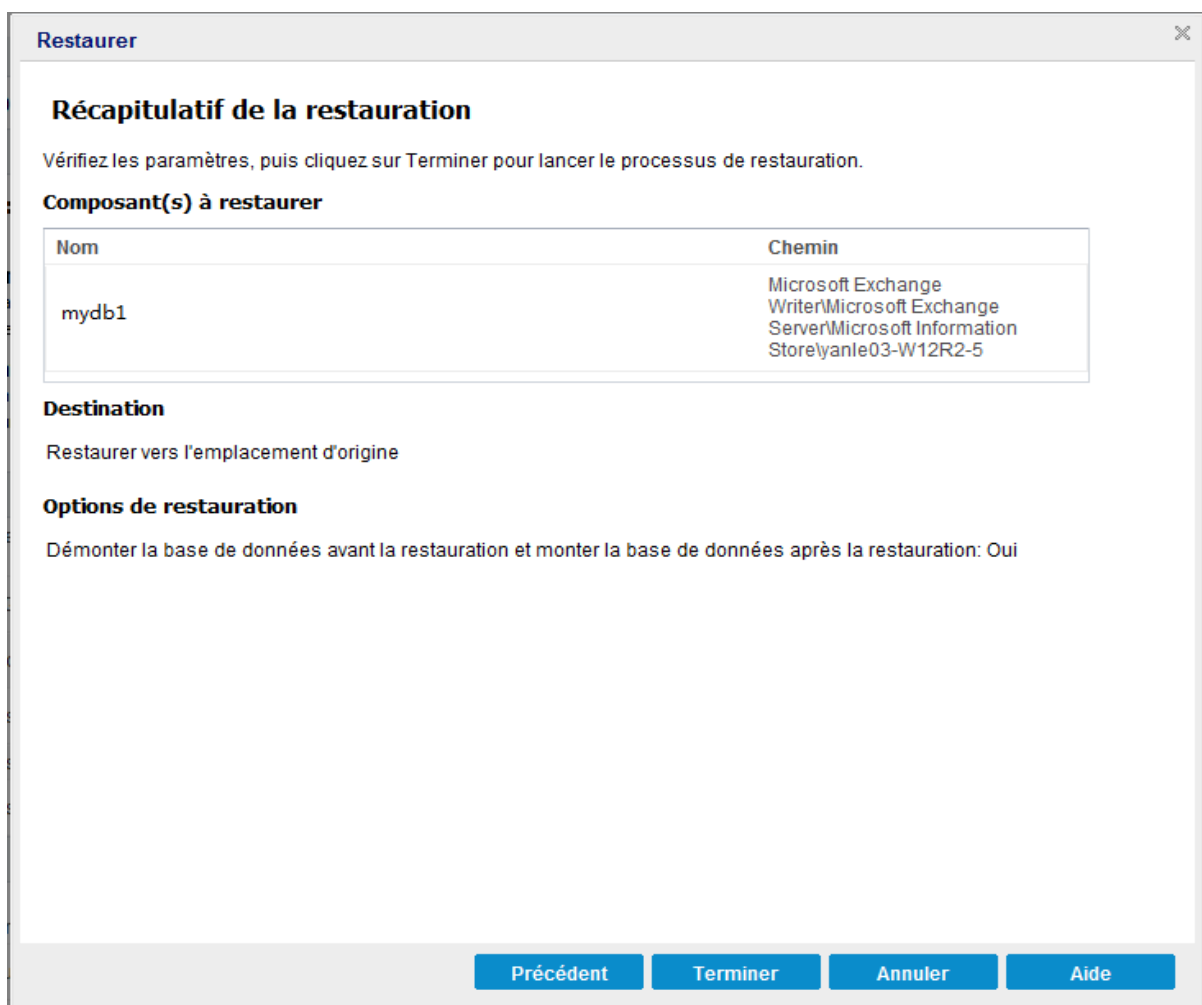 Restaurer
Récapitulatif de la restauration
Vérifiez les paramètres, puis cliquez sur Terminer pour lancer le processus de restauration.
Composant(s) à restaurer
Nom Chemin
mydb1
Microsoft Exchange
Writer\Microsoft Exchange
Server\Microsoft Information
Store\yanle03-W12R2-5
Destination
Restaurer vers l'emplacement d'origine
Options de restauration
Démonter la base de données avant la restauration et monter la base de données après la restauration: Oui
Précédent Terminer Annuler Aide